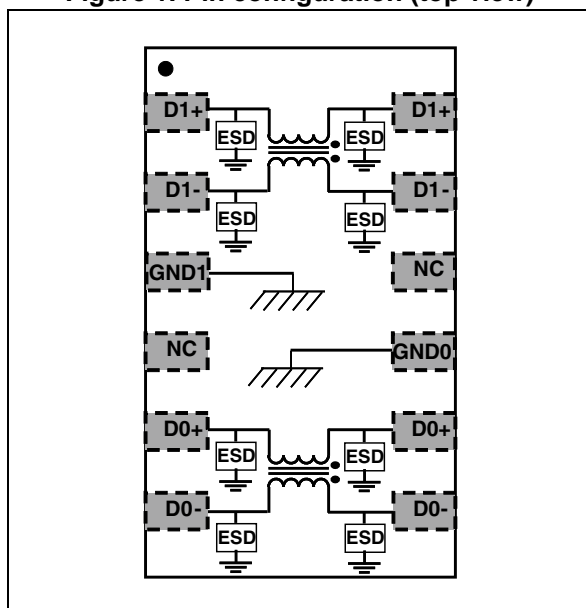 Figure 1. Pin configuration (top view)
D1+ D1+
ESD ESD
D1- D1-
ESD ESD
GND1 NC
NC GND0
D0+ D0+
ESD ESD
D0- D0-
ESD ESD